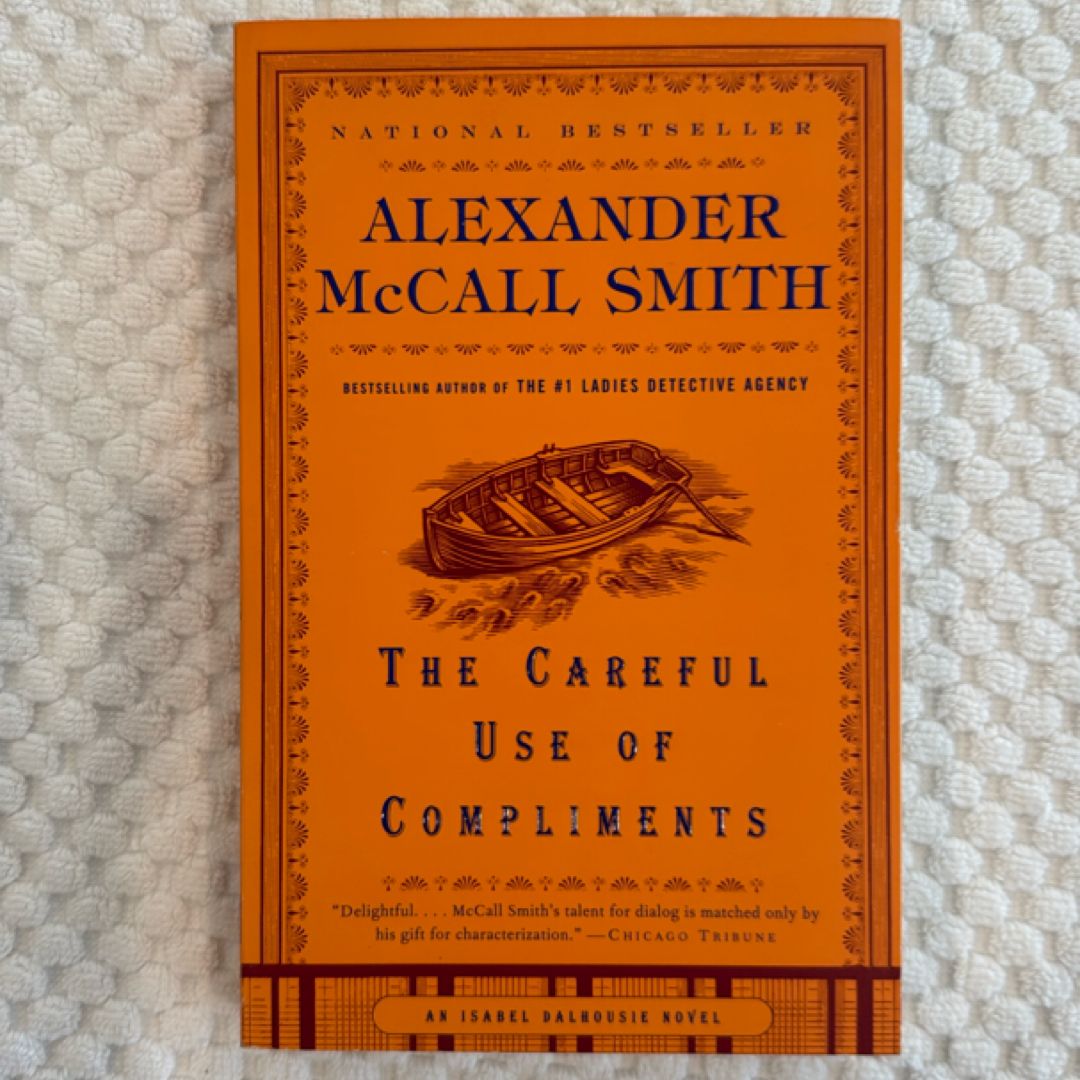 NATIONAL BESTSELLER
ALEXANDER
McCALL SMITH
BESTSELLING AUTHOR OF THE #1 LADIES DETECTIVE AGENCY
THE CAREFUL
USE OF
COMPLIMENTS
“Delightful. . . . McCall Smith’s talent for dialog is matched only by
his gift for characterization.” —CHICAGO TRIBUNE
AN ISABEL DALHOUSIE NOVEL